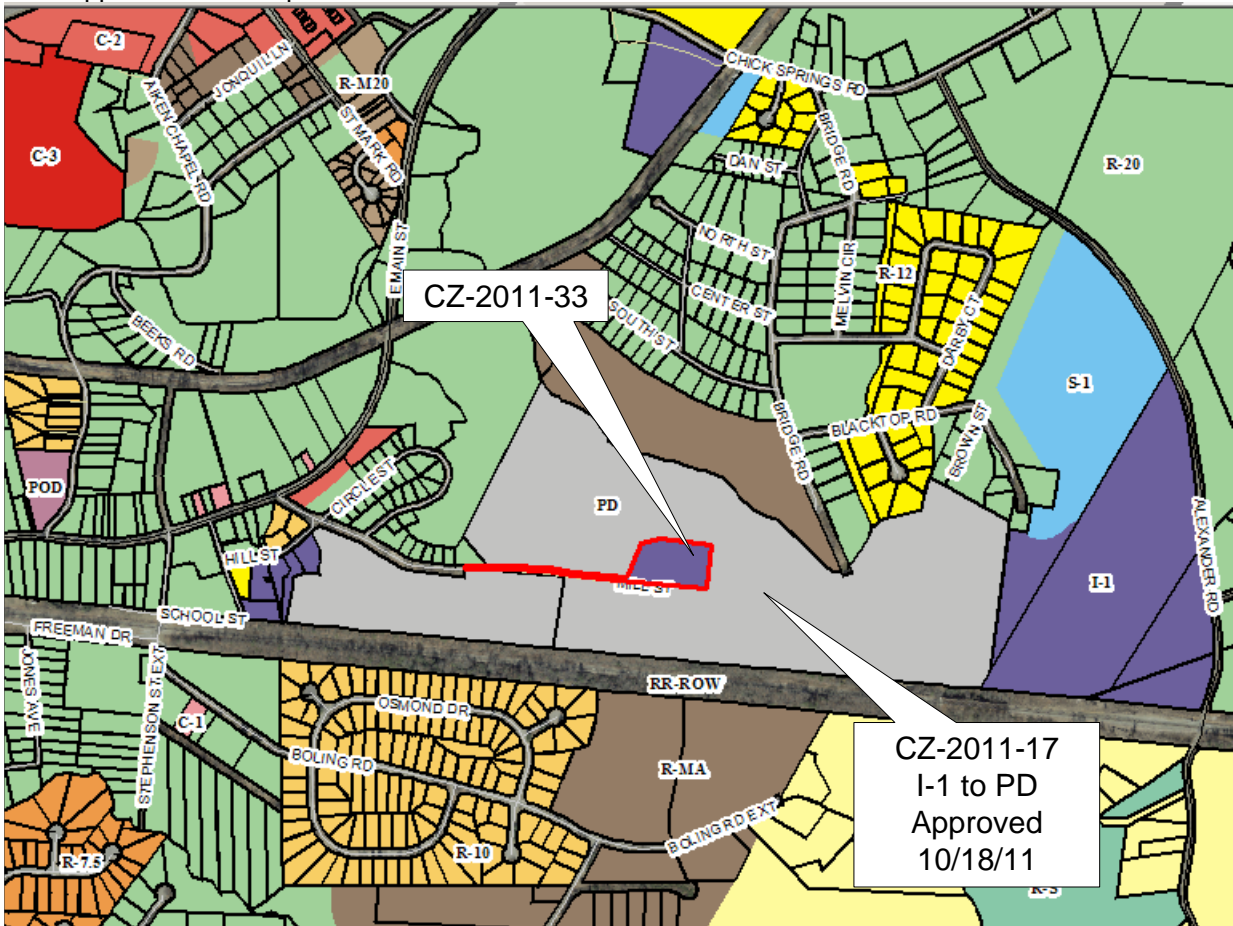 C-2
JONQUIL LN
R-M20
AIKEN CHAPEL RD
ST MARK RD
C-3
E MAIN ST
CHICK SPRINGS RD
BRIDGE RD
DAN ST
R-20
NORTH ST
CZ-2011-33
CENTER ST
MELVIN CIR
R-12
SOUTH ST
DARBY CT
BEEKS RD
S-1
BRIDGE RD
BLACKTOP RD
BROWN ST
POD
CIRCLE ST
PD
HILL ST
MILL ST
I-1
ALEXANDER RD
SCHOOL ST
FREEMAN DR
RR-ROW
JONES AVE
STEPHENSON ST EXT
C-1
OSMOND DR
BOLING RD
R-MA
CZ-2011-17
I-1 to PD
Approved
10/18/11
BOLING RD EXT
R-7.5
R-10
R-S